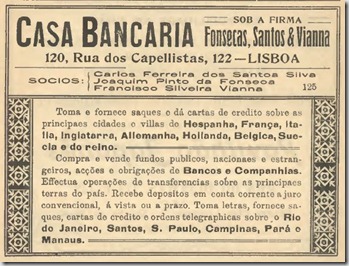 CASA BANCARIA
SOB A FIRMA
Fonsecas, Santos & Vianna
120, Rua dos Capellistas, 122—LISBOA
SOCIOS:
Carlos Ferreira dos Santos Silva
Joaquim Pinto da Fonseca
Francisco Silveira Vianna
125
Toma e fornece saques e dá cartas de credito sobre as
principaes cidades e villas de Hespanha, França, Ita-
lia, Inglaterra, Allemanha, Hollanda, Belgica, Sue-
cia e do reino.
Compra e vende fundos publicos, nacionaes e estran-
geiros, acções e obrigações de Bancos e Companhias.
Effectua operações de transferencias sobre as principaes
terras do país. Recebe depositos em conta corrente a juro
convencional, á vista ou a prazo. Toma letras, fornece sa-
ques, cartas de credito e ordens telegraphicas sobre o Rio
de Janeiro, Santos, S. Paulo, Campinas, Pará e
Manaus.